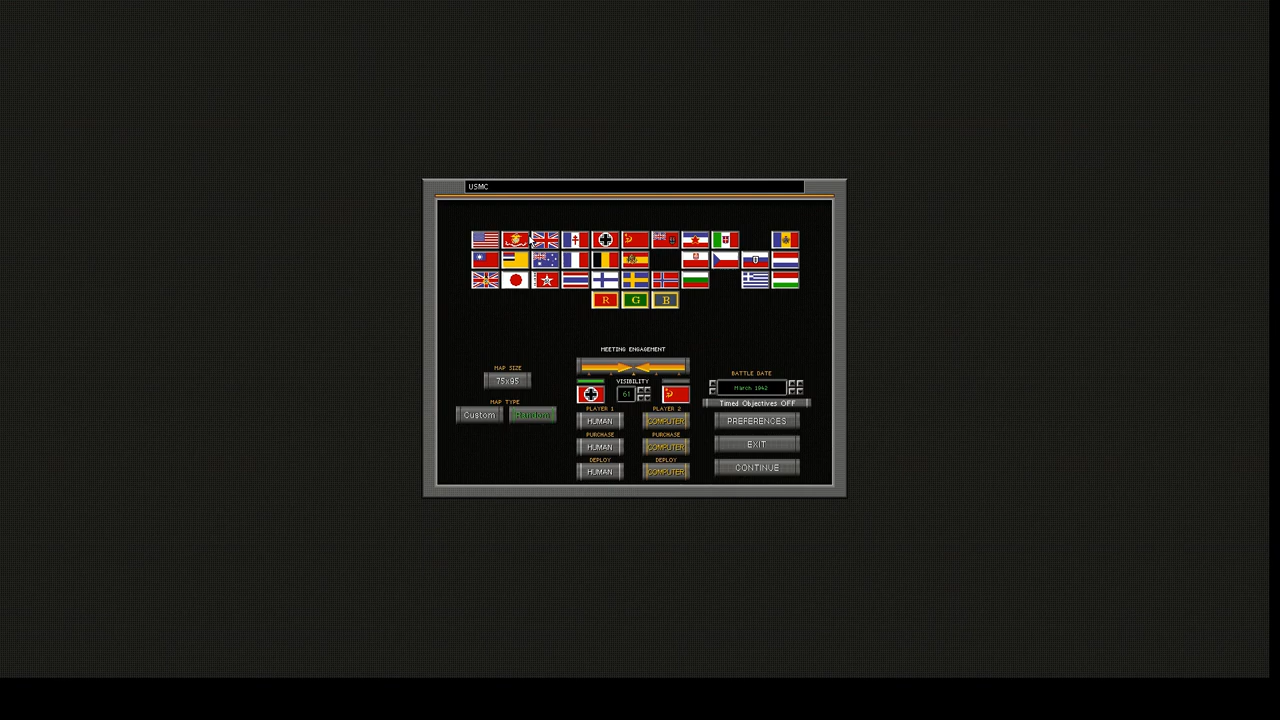 USMC
R G B
MEETING ENGAGEMENT
MAP SIZE
75x95
MAP TYPE
Custom Random
VISIBILITY
61
PLAYER 1 PLAYER 2
HUMAN COMPUTER
PURCHASE PURCHASE
HUMAN COMPUTER
DEPLOY DEPLOY
HUMAN COMPUTER
BATTLE DATE
March 1942
Timed Objectives OFF
PREFERENCES
EXIT
CONTINUE